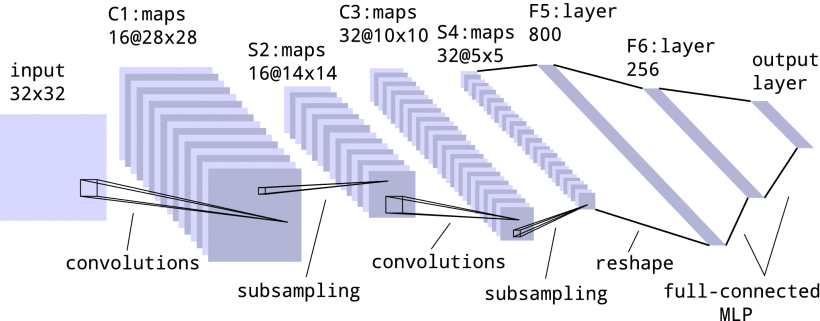 input
32x32
C1:maps
16@28x28
S2:maps
16@14x14
C3:maps
32@10x10
S4:maps
32@5x5
F5:layer
800
F6:layer
256
output
layer
convolutions
subsampling
convolutions
subsampling
reshape
full-connected
MLP